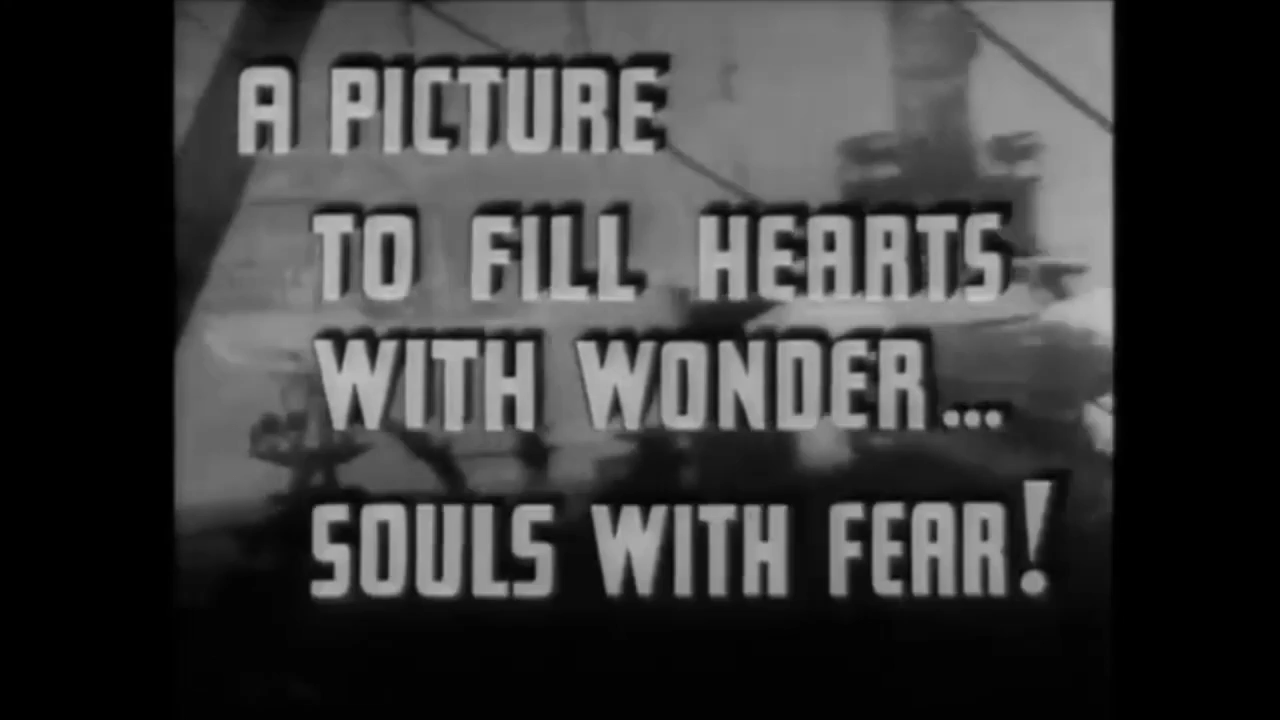 A PICTURE
TO FILL HEARTS
WITH WONDER...
SOULS WITH FEAR!